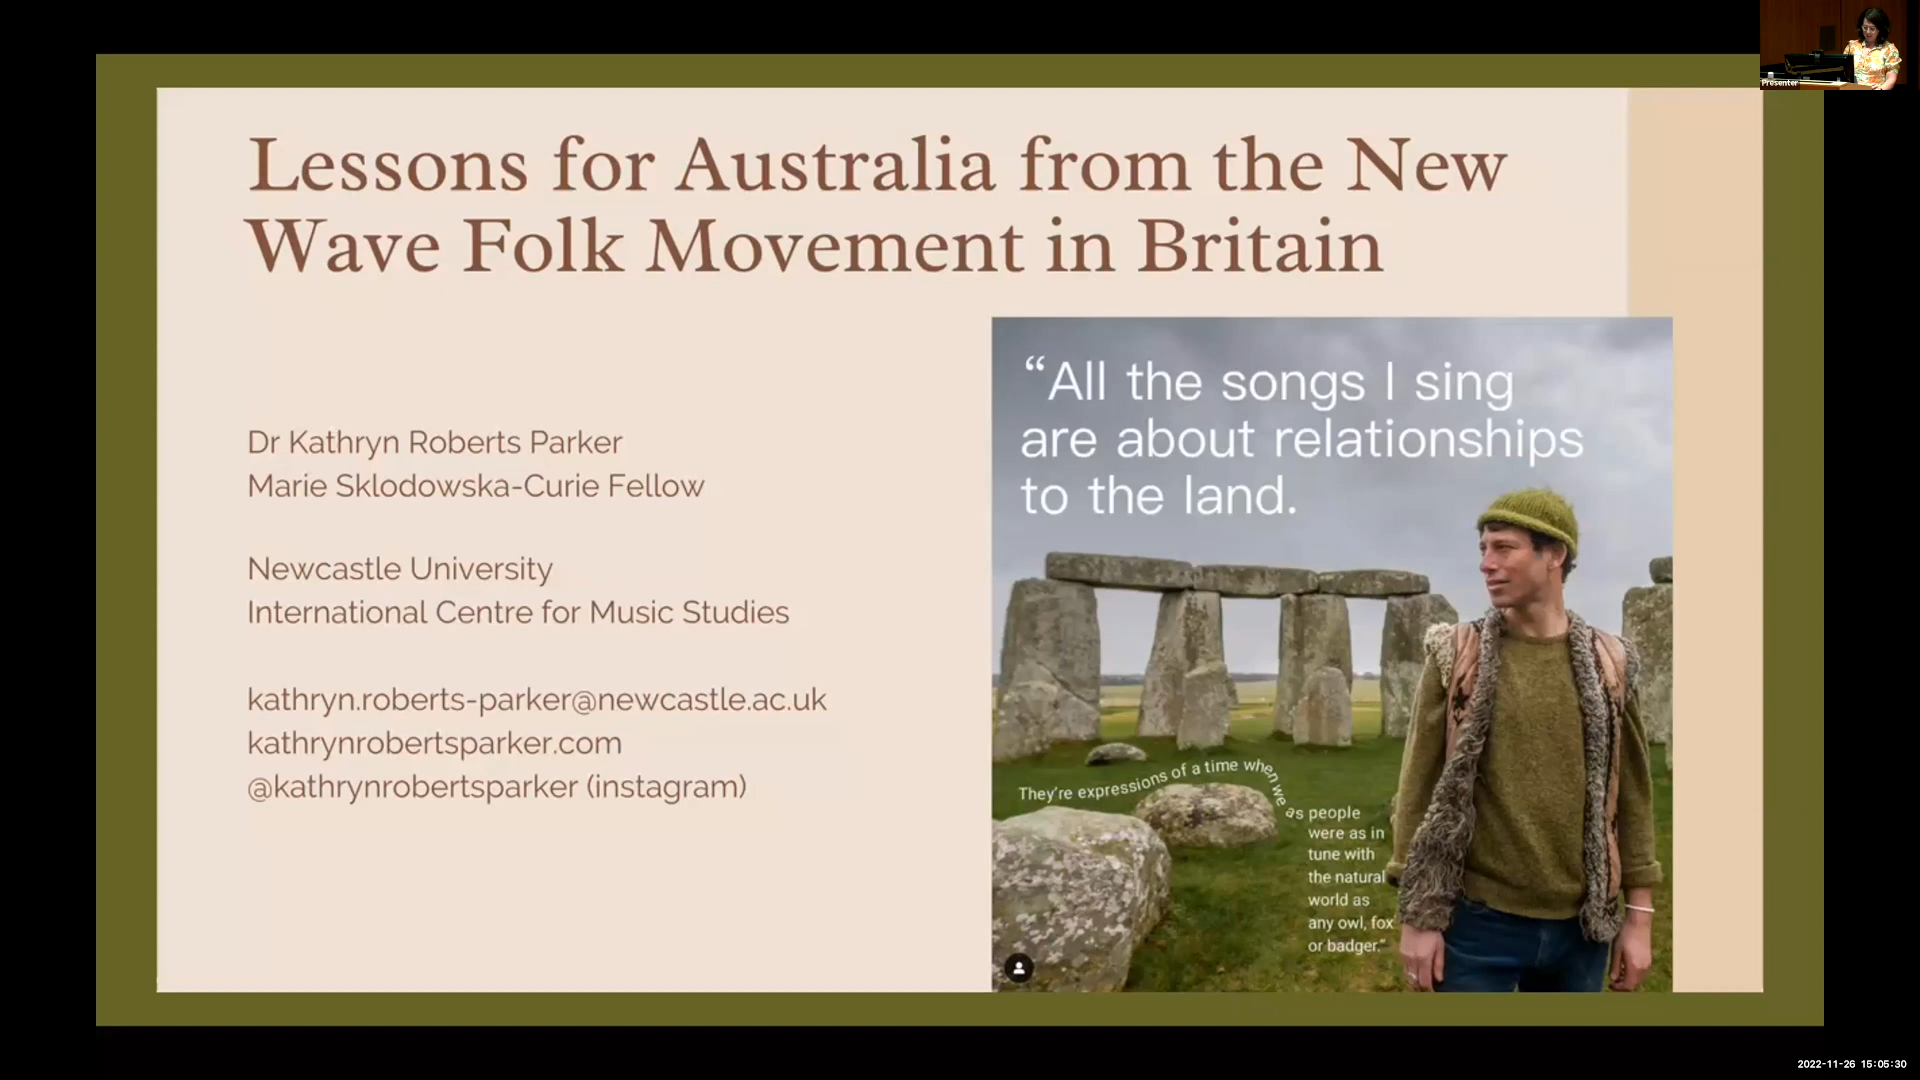 Presenter
Lessons for Australia from the New
Wave Folk Movement in Britain
Dr Kathryn Roberts Parker
Marie Sklodowska-Curie Fellow
Newcastle University
International Centre for Music Studies
kathryn.roberts-parker@newcastle.ac.uk
kathrynrobertsparker.com
@kathrynrobertsparker (instagram)
“All the songs I sing
are about relationships
to the land.
They're expressions of a time when we as people
were as in
tune with
the natural
world as
any owl, fox
or badger.”
2022-11-26 15:05:30